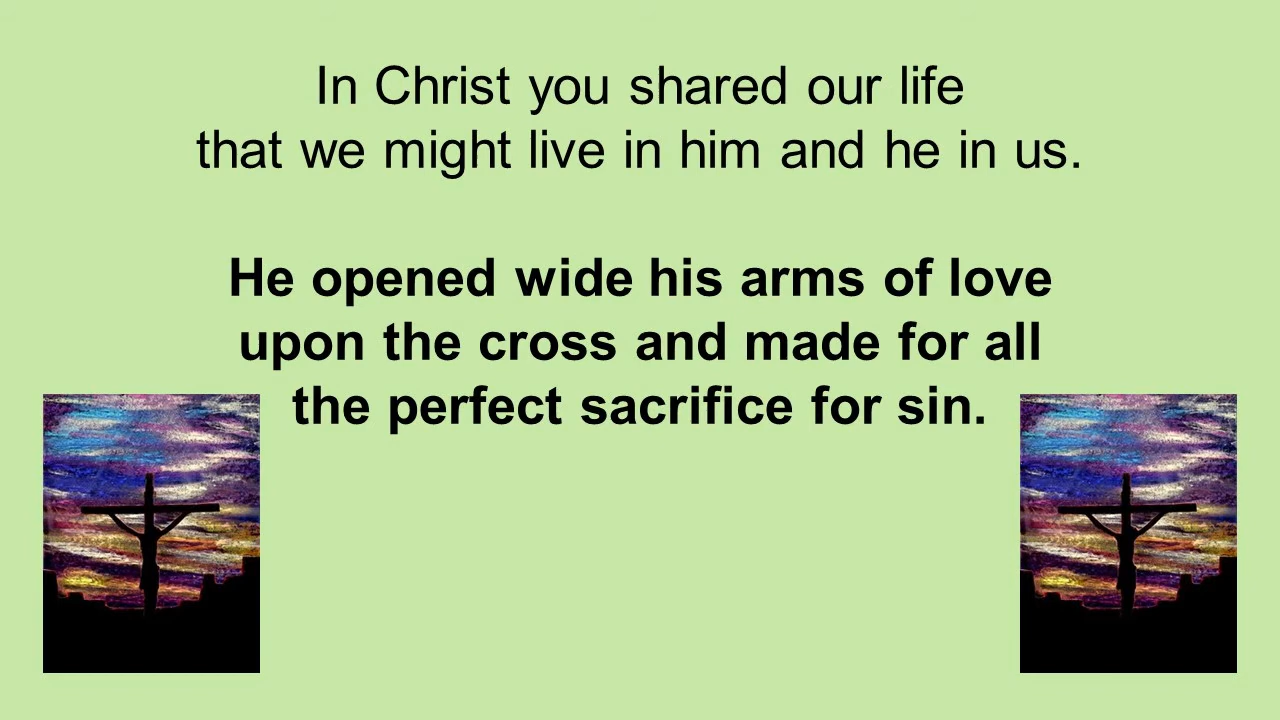 In Christ you shared our life
that we might live in him and he in us.
He opened wide his arms of love
upon the cross and made for all
the perfect sacrifice for sin.